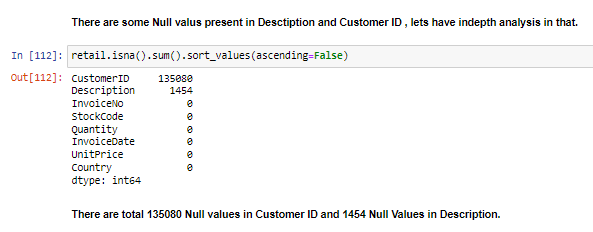 There are some Null valus present in Desctiption and Customer ID , lets have indepth analysis in that.
In [112]: retail.isna().sum().sort_values(ascending=False)
Out[112]: CustomerID 135080
Description 1454
InvoiceNo 0
StockCode 0
Quantity 0
InvoiceDate 0
UnitPrice 0
Country 0
dtype: int64
There are total 135080 Null values in Customer ID and 1454 Null Values in Description.